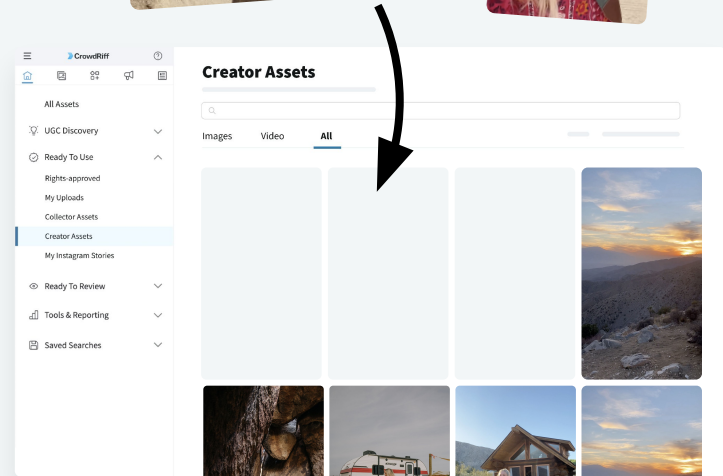 CrowdRiff
All Assets
UGC Discovery
Ready To Use
Rights-approved
My Uploads
Collector Assets
Creator Assets
My Instagram Stories
Ready To Review
Tools & Reporting
Saved Searches
Creator Assets
Images Video All